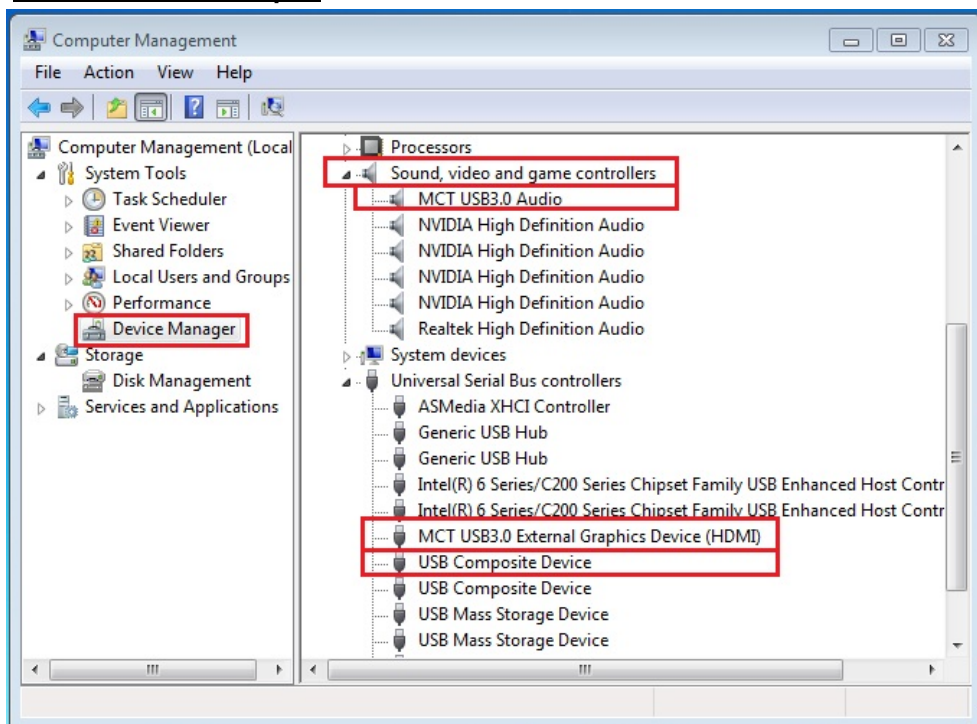 Computer Management
File Action View Help
Computer Management (Local
System Tools
Task Scheduler
Event Viewer
Shared Folders
Local Users and Groups
Performance
Device Manager
Storage
Disk Management
Services and Applications
Processors
Sound, video and game controllers
MCT USB3.0 Audio
NVIDIA High Definition Audio
NVIDIA High Definition Audio
NVIDIA High Definition Audio
NVIDIA High Definition Audio
Realtek High Definition Audio
System devices
Universal Serial Bus controllers
ASMedia XHCI Controller
Generic USB Hub
Generic USB Hub
Intel(R) 6 Series/C200 Series Chipset Family USB Enhanced Host Contr
Intel(R) 6 Series/C200 Series Chipset Family USB Enhanced Host Contr
MCT USB3.0 External Graphics Device (HDMI)
USB Composite Device
USB Composite Device
USB Mass Storage Device
USB Mass Storage Device